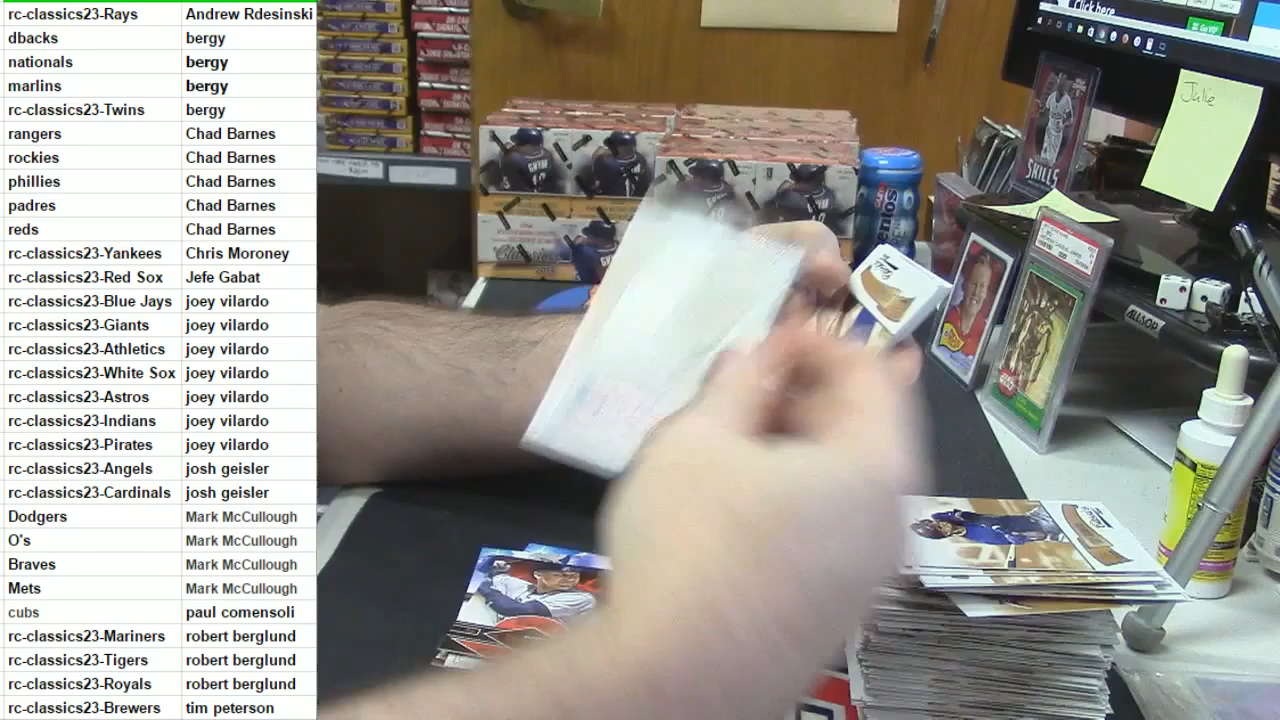 rc-classics23-Rays Andrew Rdesinski
dbacks bergy
nationals bergy
marlins bergy
rc-classics23-Twins bergy
rangers Chad Barnes
rockies Chad Barnes
phillies Chad Barnes
padres Chad Barnes
reds Chad Barnes
rc-classics23-Yankees Chris Moroney
rc-classics23-Red Sox Jefe Gabat
rc-classics23-Blue Jays joey vilardo
rc-classics23-Giants joey vilardo
rc-classics23-Athletics joey vilardo
rc-classics23-White Sox joey vilardo
rc-classics23-Astros joey vilardo
rc-classics23-Indians joey vilardo
rc-classics23-Pirates joey vilardo
rc-classics23-Angels josh geisler
rc-classics23-Cardinals josh geisler
Dodgers Mark McCullough
O's Mark McCullough
Braves Mark McCullough
Mets Mark McCullough
cubs paul comensoli
rc-classics23-Mariners robert berglund
rc-classics23-Tigers robert berglund
rc-classics23-Royals robert berglund
rc-classics23-Brewers tim peterson
Click here
Julie
SKILLS
ALLSOP